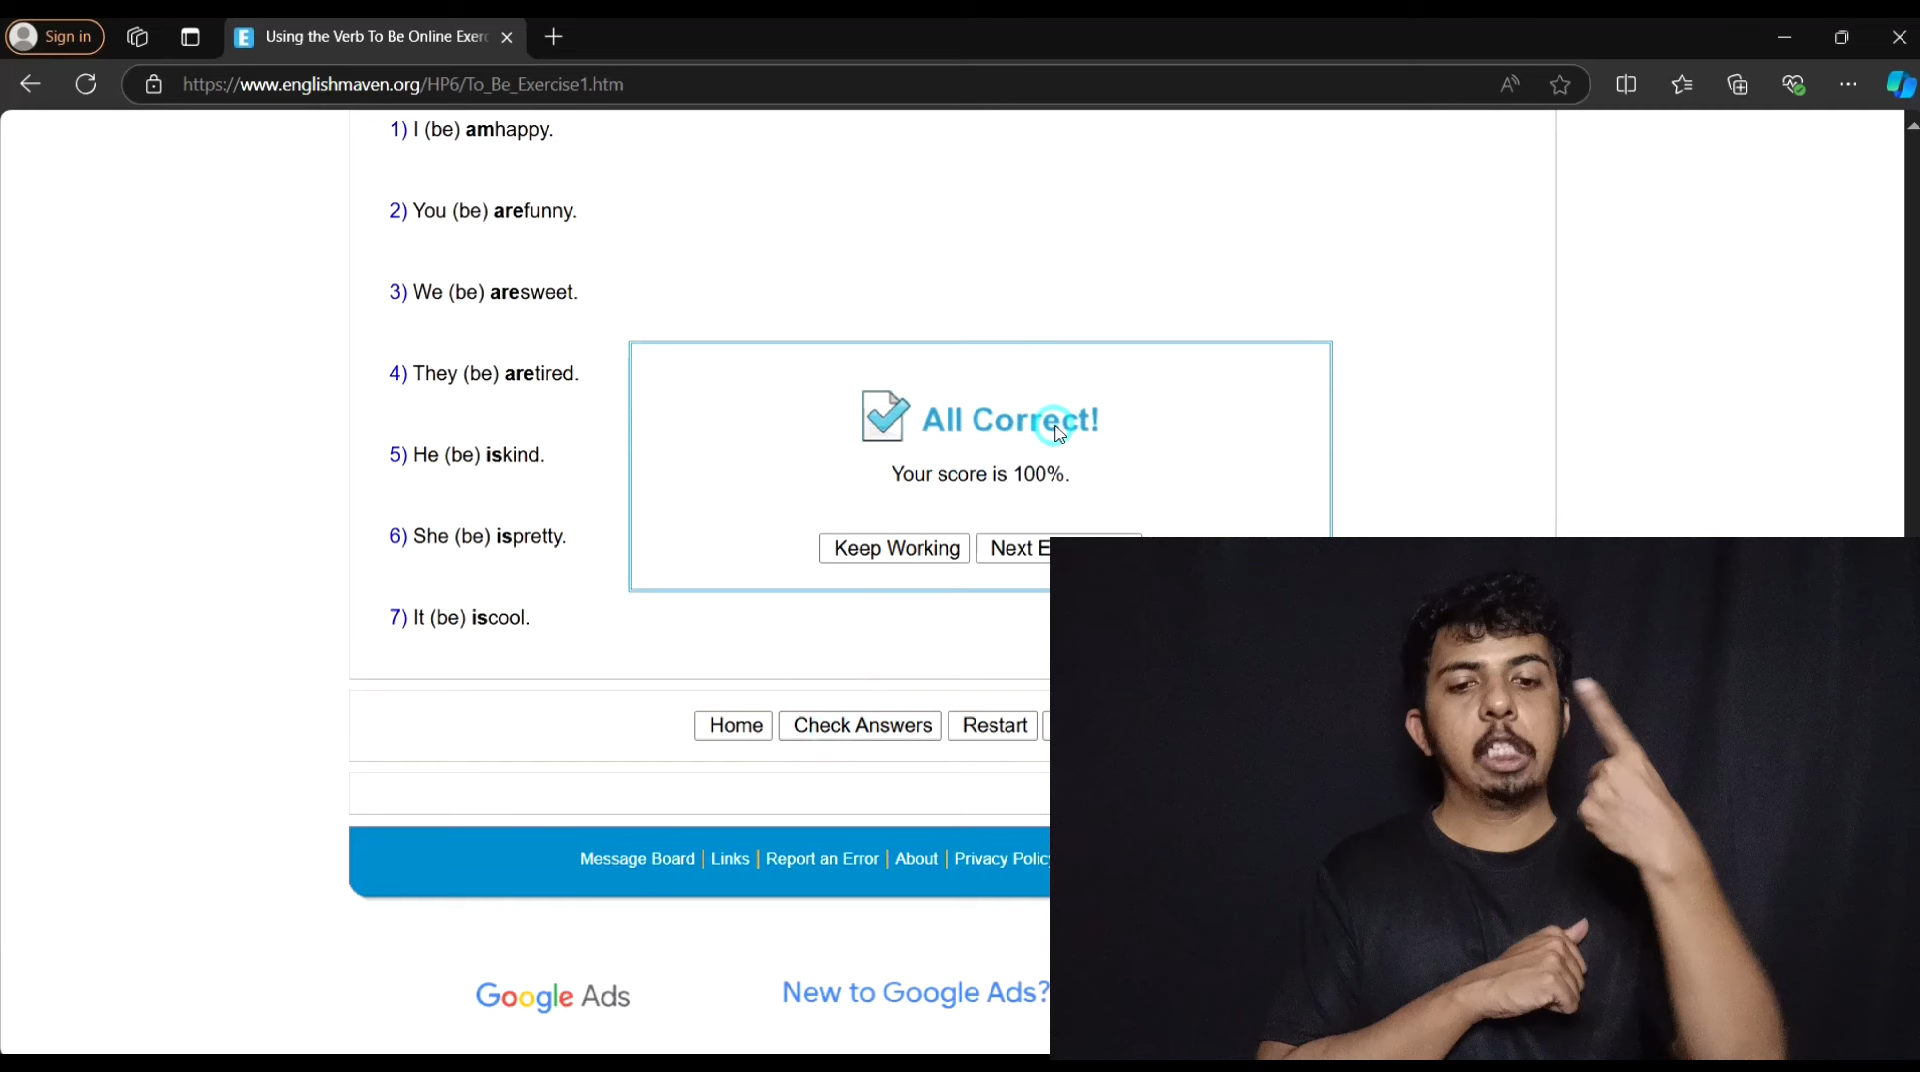 Sign in
Using the Verb To Be Online Exer
https://www.englishmaven.org/HP6/To_Be_Exercise1.htm
1) I (be) amhappy.
2) You (be) arefunny.
3) We (be) aresweet.
4) They (be) aretired.
5) He (be) iskind.
6) She (be) ispretty.
7) It (be) iscool.
All Correct!
Your score is 100%.
Keep Working
Next E
Home
Check Answers
Restart
Message Board | Links | Report an Error | About | Privacy Policy
Google Ads
New to Google Ads?